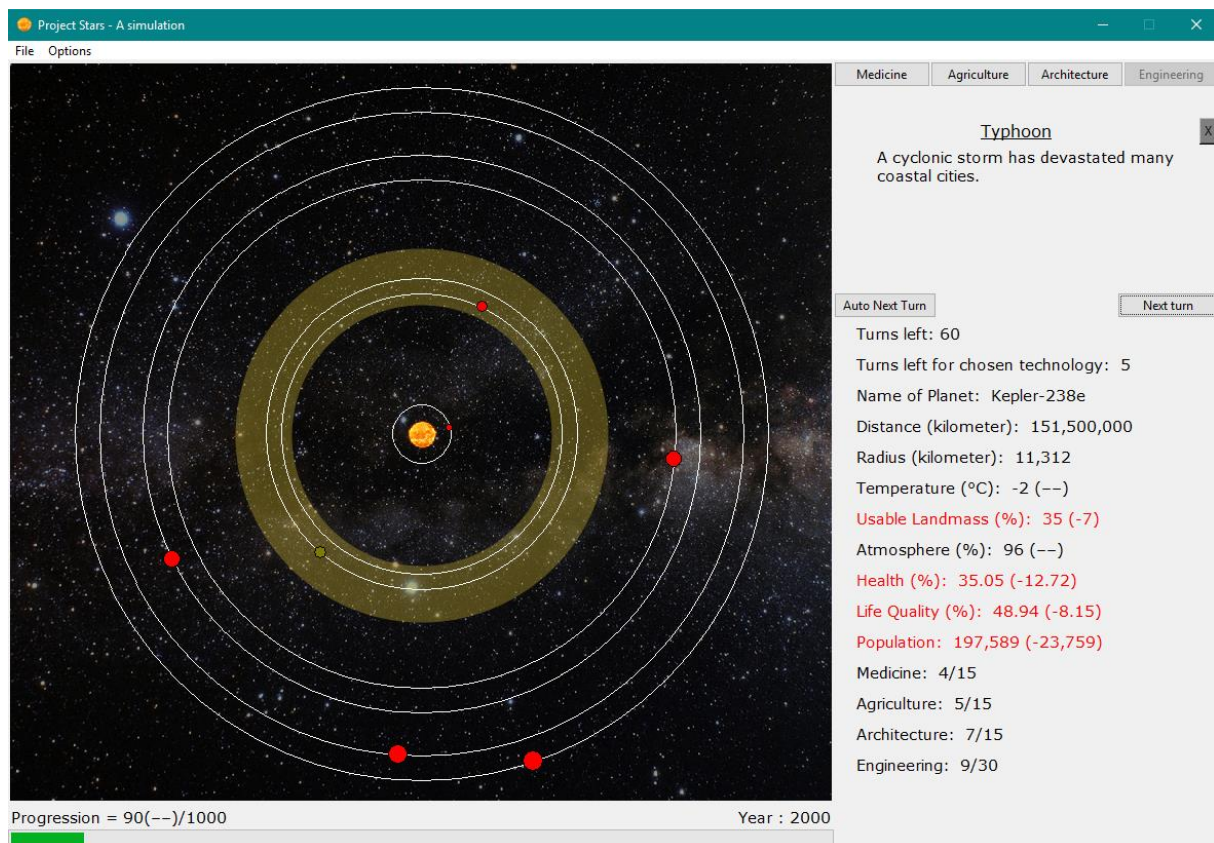 Project Stars - A simulation
File Options
Medicine Agriculture Architecture Engineering
Typhoon X
A cyclonic storm has devastated many
coastal cities.
Auto Next Turn Next turn
Turns left: 60
Turns left for chosen technology: 5
Name of Planet: Kepler-238e
Distance (kilometer): 151,500,000
Radius (kilometer): 11,312
Temperature (°C): -2 (--)
Usable Landmass (%): 35 (-7)
Atmosphere (%): 96 (--)
Health (%): 35.05 (-12.72)
Life Quality (%): 48.94 (-8.15)
Population: 197,589 (-23,759)
Medicine: 4/15
Agriculture: 5/15
Architecture: 7/15
Engineering: 9/30
Progression = 90(--)/1000 Year : 2000